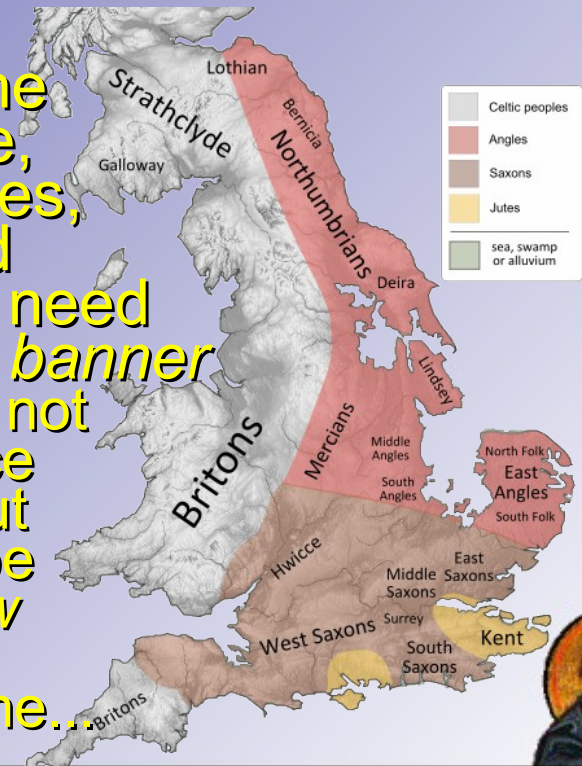 e,
es,
d
need
banner
not
ut
Lothian
Strathclyde
Bernicia
Galloway
Northumbrians
Deira
Lindsey
Mercians
Middle
Angles
South
Angles
North Folk
East
Angles
South Folk
Britons
Hwicce
East
Saxons
Middle
Saxons
Surrey
West Saxons
Kent
South
Saxons
Britons
Celtic peoples
Angles
Saxons
Jutes
sea, swamp
or alluvium